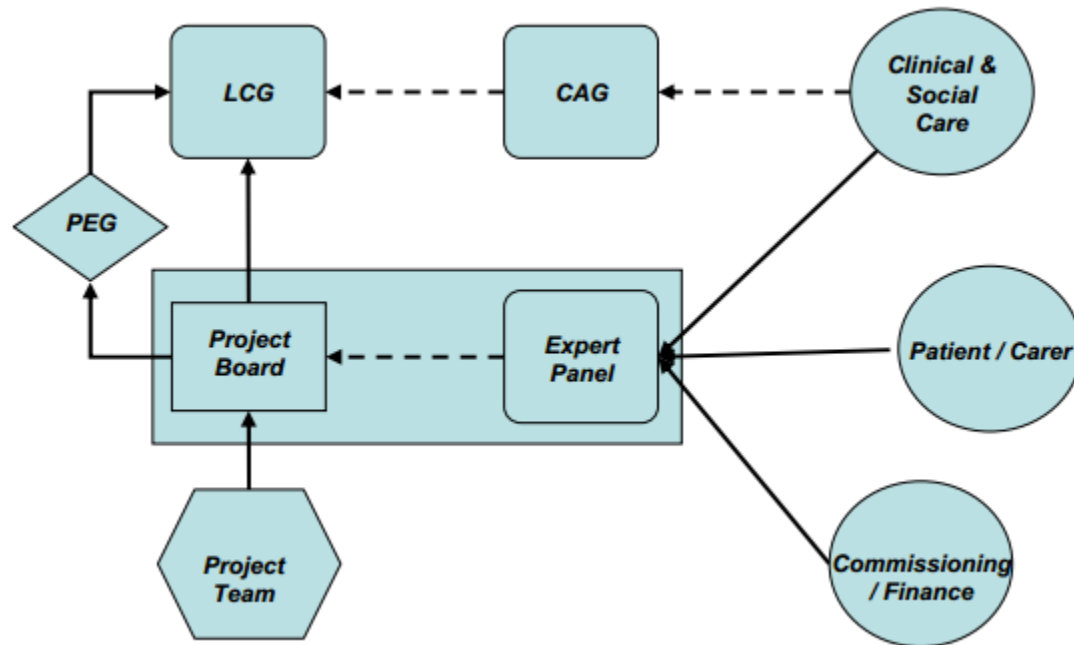 LCG
CAG
Clinical &
Social
Care
PEG
Project
Board
Expert
Panel
Patient / Carer
Project
Team
Commissioning
/ Finance